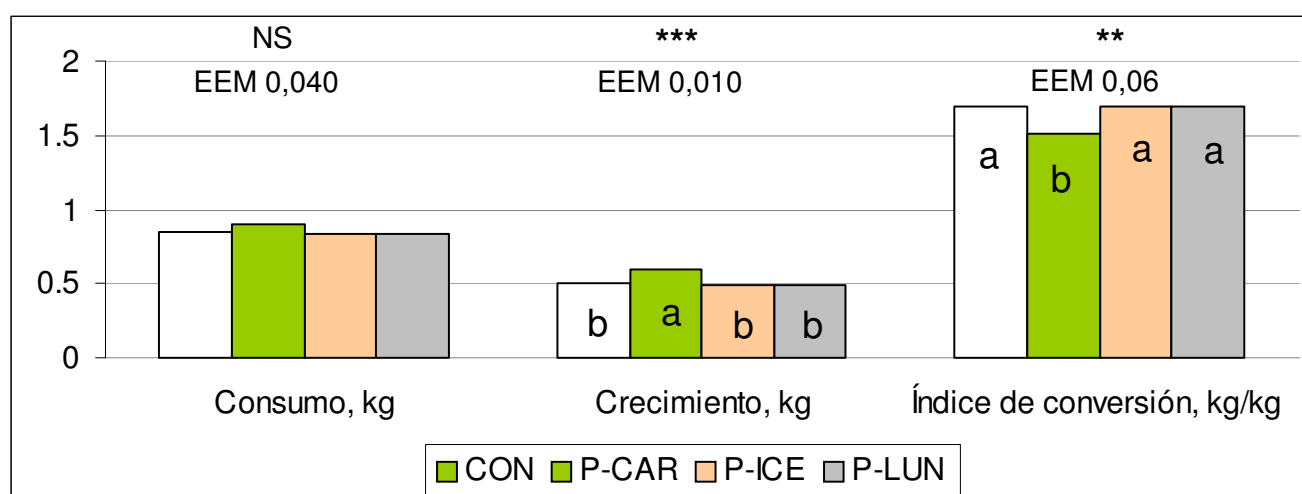 NS *** **
2 EEM 0,040 EEM 0,010 EEM 0,06
1.5
1
0.5
0
a b a a
b a b b
Consumo, kg Crecimiento, kg Índice de conversión, kg/kg
CON P-CAR P-ICE P-LUN